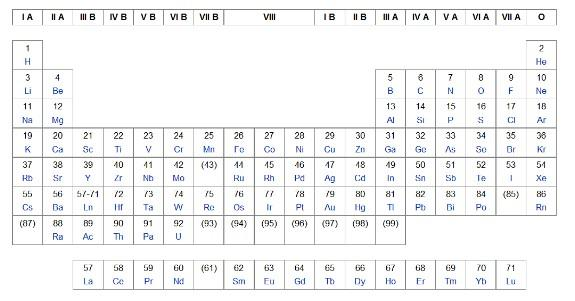 I A II A III B IV B V B VI B VII B VIII I B II B III A IV A V A VI A VII A O
1 2
H He
3 4 5 6 7 8 9 10
Li Be B C N O F Ne
11 12 13 14 15 16 17 18
Na Mg Al Si P S Cl Ar
19 20 21 22 23 24 25 26 27 28 29 30 31 32 33 34 35 36
K Ca Sc Ti V Cr Mn Fe Co Ni Cu Zn Ga Ge As Se Br Kr
37 38 39 40 41 42 (43) 44 45 46 47 48 49 50 51 52 53 54
Rb Sr Y Zr Nb Mo Ru Rh Pd Ag Cd In Sn Sb Te I Xe
55 56 57-71 72 73 74 75 76 77 78 79 80 81 82 83 84 (85) 86
Cs Ba Ln Hf Ta W Re Os Ir Pt Au Hg Tl Pb Bi Po Rn
(87) 88 89 90 91 92 (93) (94) (95) (96) (97) (98) (99)
Ra Ac Th Pa U
57 58 59 60 (61) 62 63 64 65 66 67 68 69 70 71
La Ce Pr Nd Sm Eu Gd Tb Dy Ho Er Tm Yb Lu